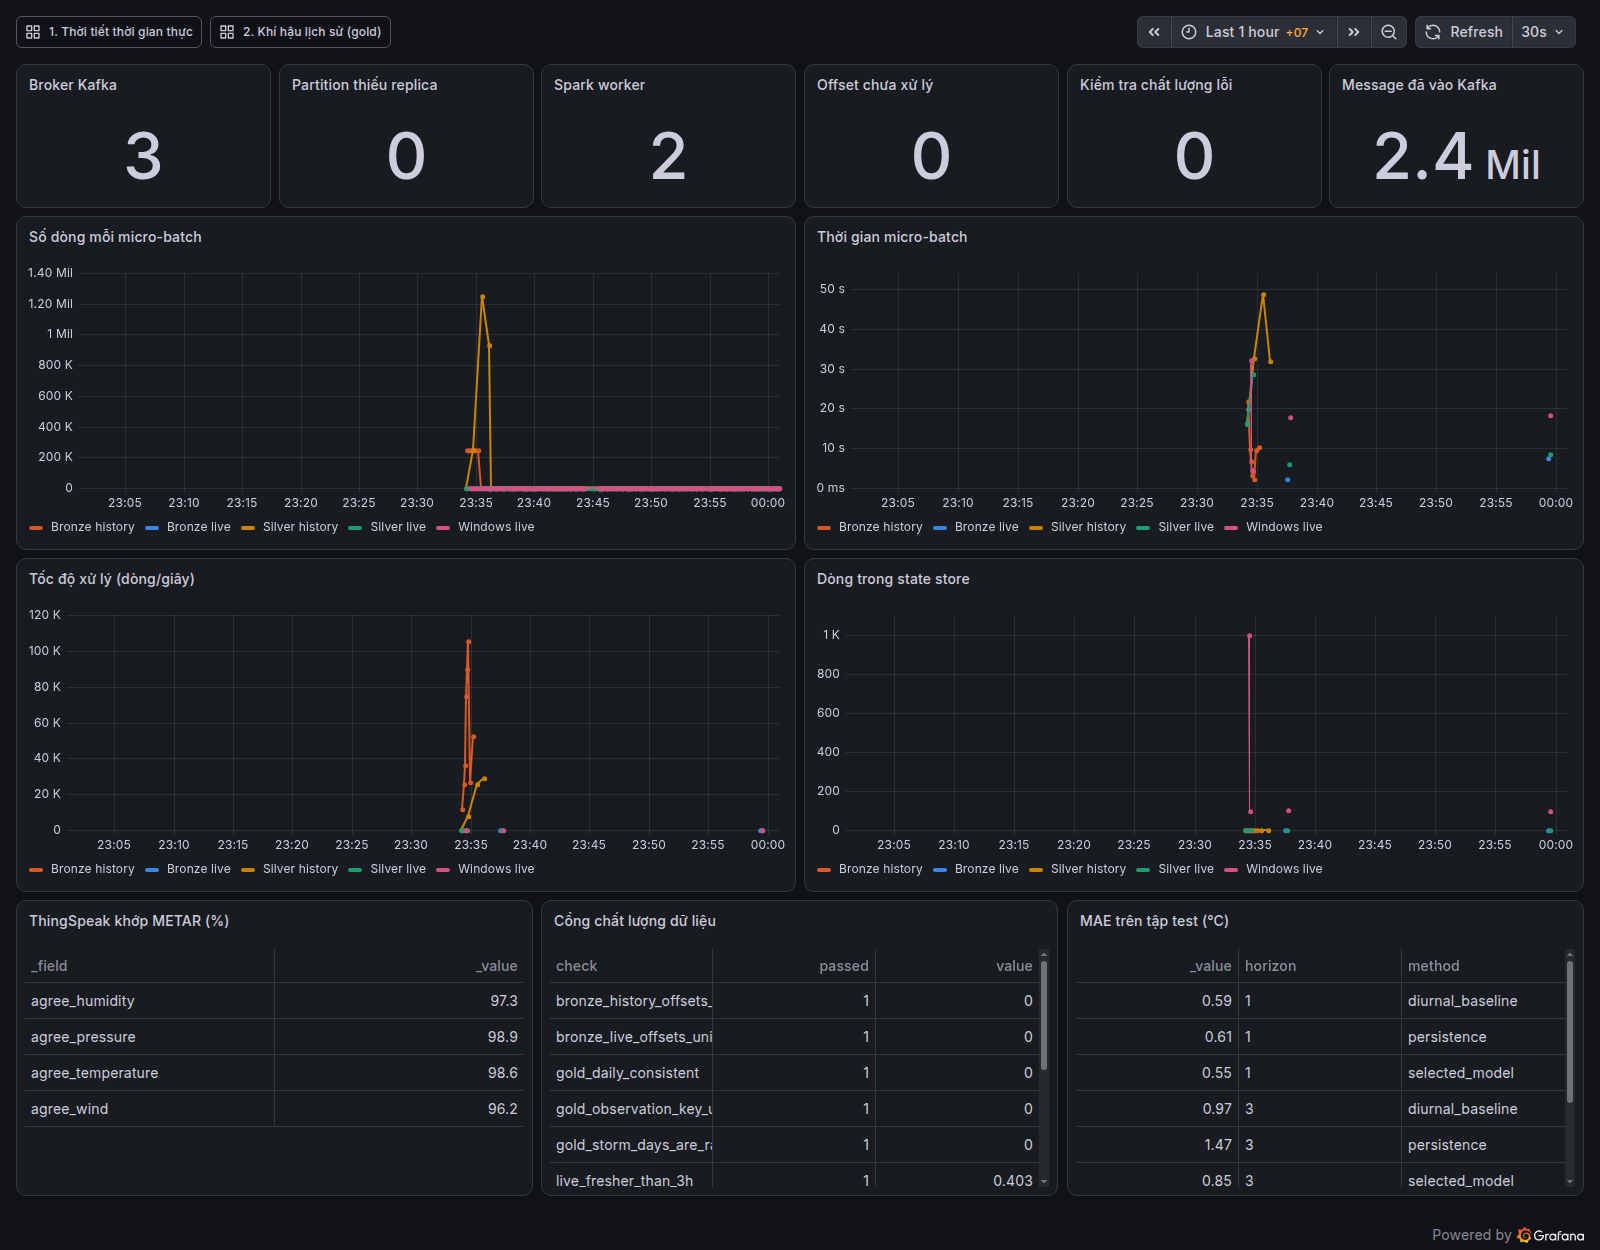 1. Thời tiết thời gian thực
2. Khí hậu lịch sử (gold)
Last 1 hour +07
Refresh
30s
Broker Kafka
3
Partition thiếu replica
0
Spark worker
2
Offset chưa xử lý
0
Kiểm tra chất lượng lỗi
0
Message đã vào Kafka
2.4 Mil
Số dòng mỗi micro-batch
1.40 Mil
1.20 Mil
1 Mil
800 K
600 K
400 K
200 K
0
23:05 23:10 23:15 23:20 23:25 23:30 23:35 23:40 23:45 23:50 23:55 00:00
Bronze history Bronze live Silver history Silver live Windows live
Thời gian micro-batch
50 s
40 s
30 s
20 s
10 s
0 ms
23:05 23:10 23:15 23:20 23:25 23:30 23:35 23:40 23:45 23:50 23:55 00:00
Bronze history Bronze live Silver history Silver live Windows live
Tốc độ xử lý (dòng/giây)
120 K
100 K
80 K
60 K
40 K
20 K
0
23:05 23:10 23:15 23:20 23:25 23:30 23:35 23:40 23:45 23:50 23:55 00:00
Bronze history Bronze live Silver history Silver live Windows live
Dòng trong state store
1 K
800
600
400
200
0
23:05 23:10 23:15 23:20 23:25 23:30 23:35 23:40 23:45 23:50 23:55 00:00
Bronze history Bronze live Silver history Silver live Windows live
ThingSpeak khớp METAR (%)
_field _value
agree_humidity 97.3
agree_pressure 98.9
agree_temperature 98.6
agree_wind 96.2
Cổng chất lượng dữ liệu
check passed value
bronze_history_offsets_ 1 0
bronze_live_offsets_uni 1 0
gold_daily_consistent 1 0
gold_observation_key_u 1 0
gold_storm_days_are_ra 1 0
live_fresher_than_3h 1 0.403
MAE trên tập test (°C)
_value horizon method
0.59 1 diurnal_baseline
0.61 1 persistence
0.55 1 selected_model
0.97 3 diurnal_baseline
1.47 3 persistence
0.85 3 selected_model
Powered by Grafana